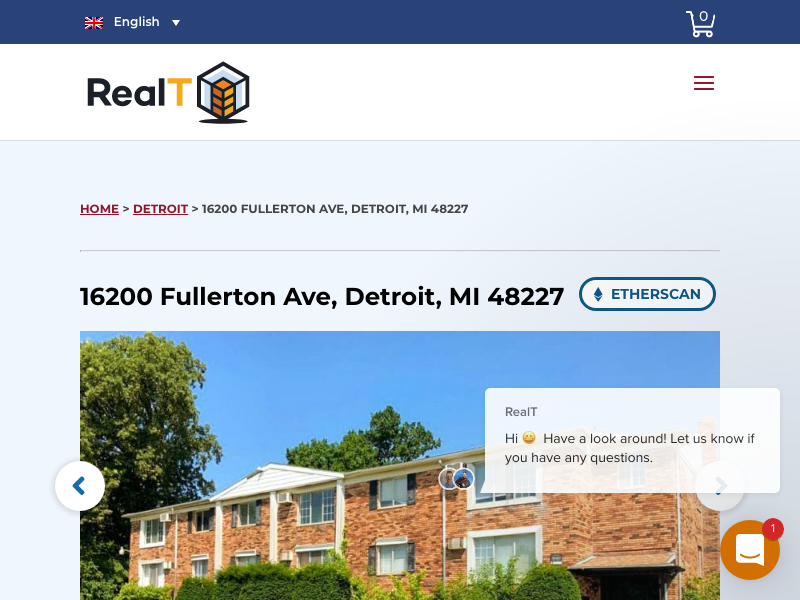 English
0
RealT
HOME > DETROIT > 16200 FULLERTON AVE, DETROIT, MI 48227
16200 Fullerton Ave, Detroit, MI 48227
ETHERSCAN
RealT
Hi 😀 Have a look around! Let us know if
you have any questions.
1